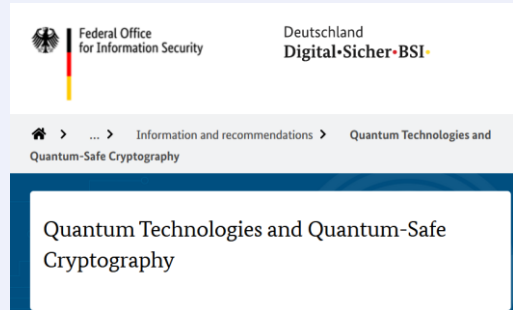 Federal Office
for Information Security
Deutschland
Digital•Sicher•BSI•
> ... > Information and recommendations > Quantum Technologies and
Quantum-Safe Cryptography
Quantum Technologies and Quantum-Safe
Cryptography